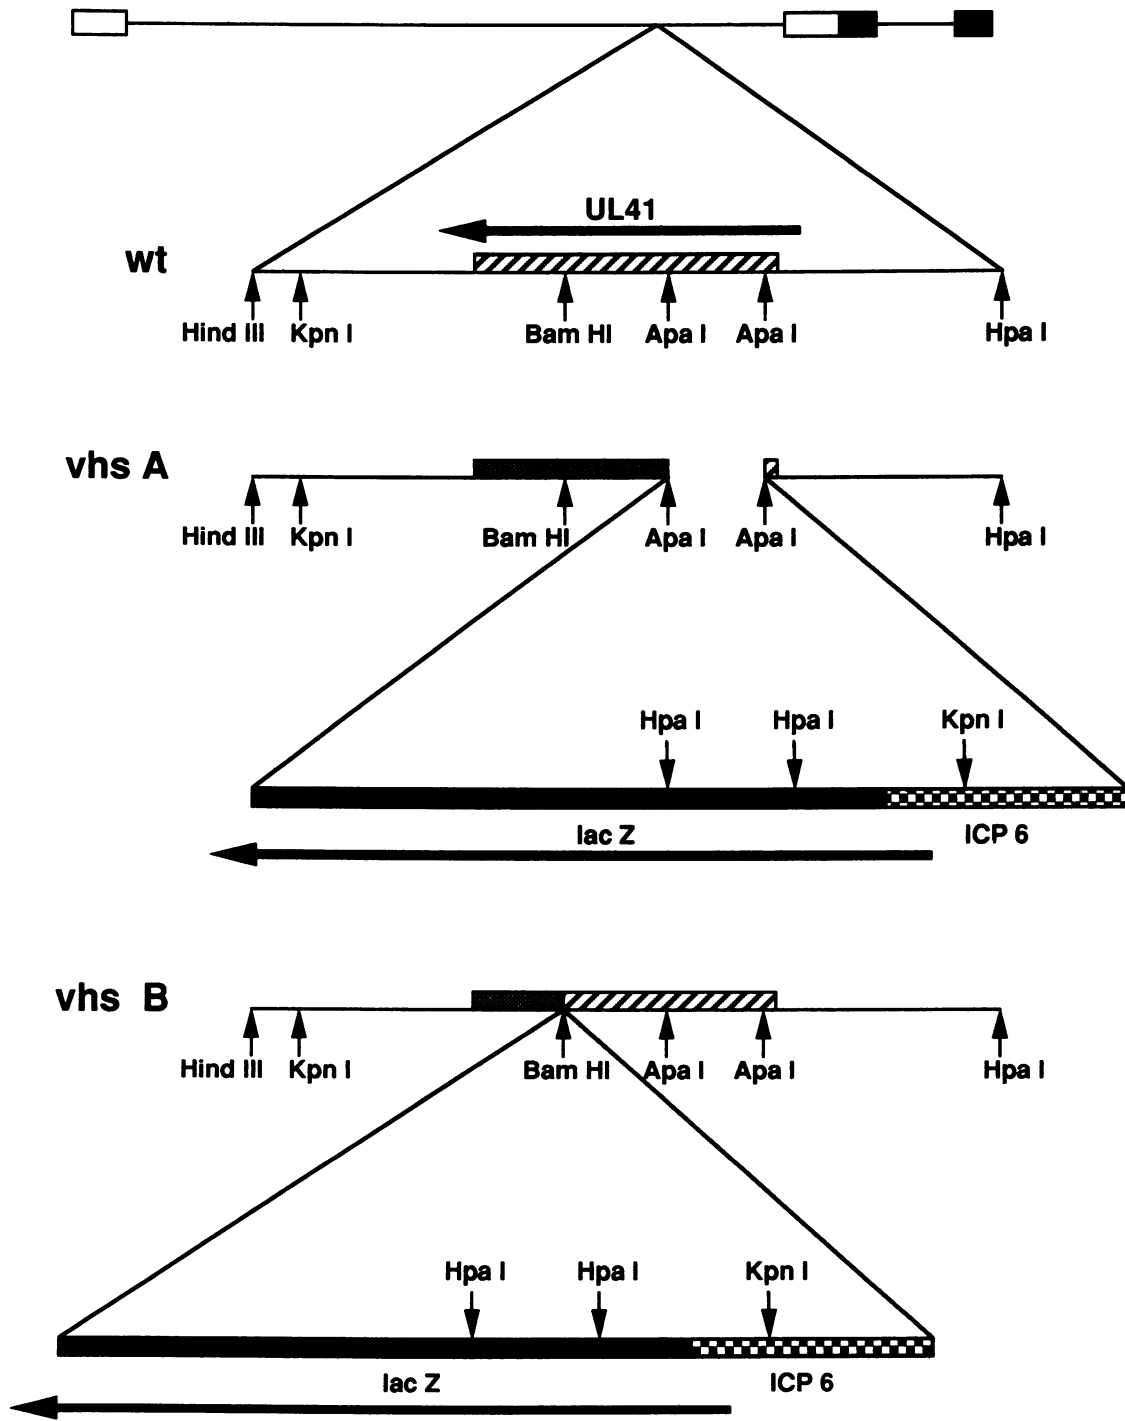 UL41
wt
Hind III Kpn I Bam HI Apa I Apa I Hpa I
vhs A
Hind III Kpn I Bam HI Apa I Apa I Hpa I
Hpa I Hpa I Kpn I
lac Z ICP 6
vhs B
Hind III Kpn I Bam HI Apa I Apa I Hpa I
Hpa I Hpa I Kpn I
lac Z ICP 6